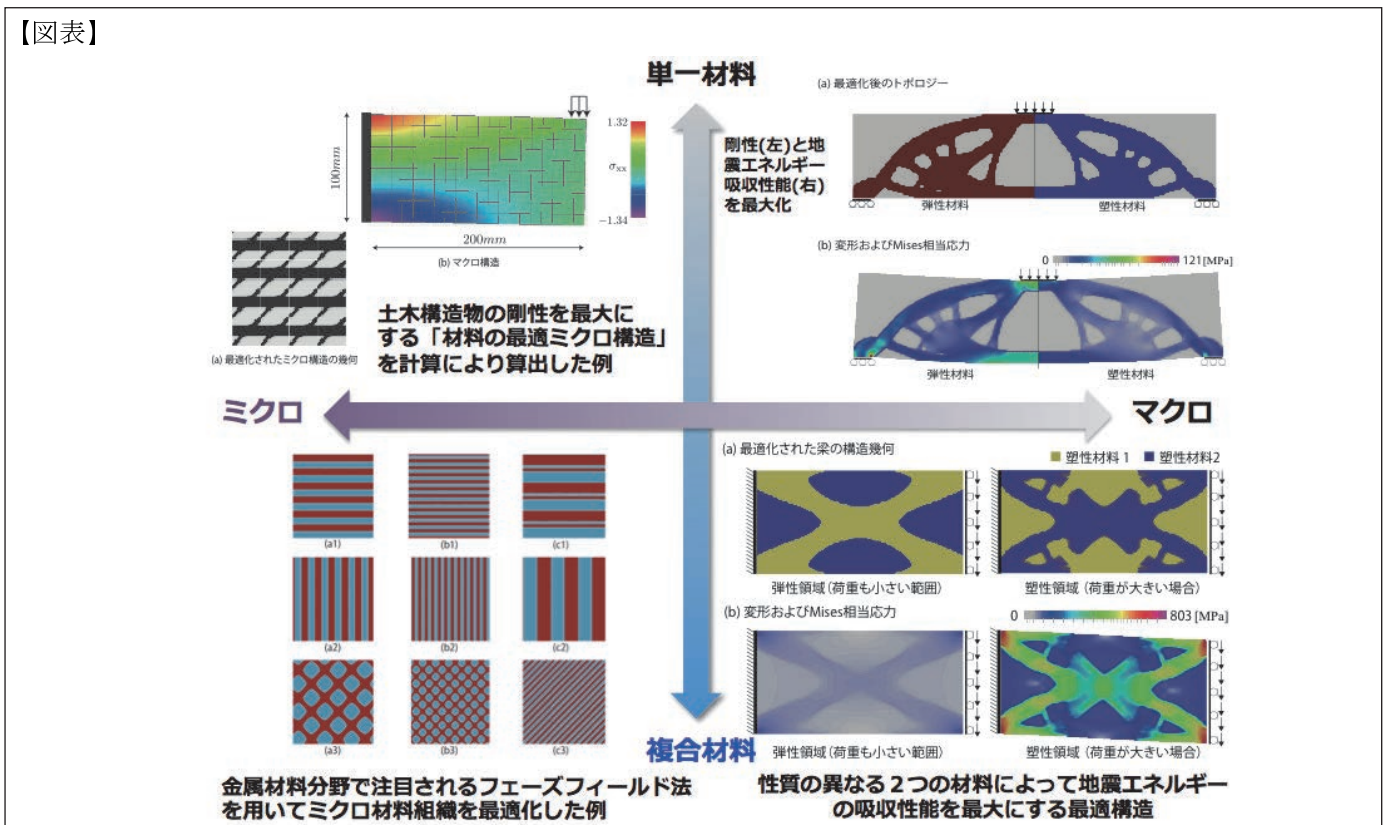 【図表】
単一材料
1.32
σxx
−1.34
100mm
200mm
(b) マクロ構造
(a) 最適化されたミクロ構造の幾何
土木構造物の剛性を最大に
する「材料の最適ミクロ構造」
を計算により算出した例
(a) 最適化後のトポロジー
剛性(左)と地
震エネルギー
吸収性能(右)
を最大化
弾性材料 塑性材料
(b) 変形およびMises相当応力
0 121[MPa]
弾性材料 塑性材料
ミクロ
マクロ
(a1) (b1) (c1)
(a2) (b2) (c2)
(a3) (b3) (c3)
金属材料分野で注目されるフェーズフィールド法
を用いてミクロ材料組織を最適化した例
(a) 最適化された梁の構造幾何
塑性材料 1 塑性材料2
弾性領域 (荷重も小さい範囲) 塑性領域 (荷重が大きい場合)
(b) 変形およびMises相当応力
0 803 [MPa]
弾性領域 (荷重も小さい範囲) 塑性領域 (荷重が大きい場合)
複合材料
性質の異なる２つの材料によって地震エネルギー
の吸収性能を最大にする最適構造